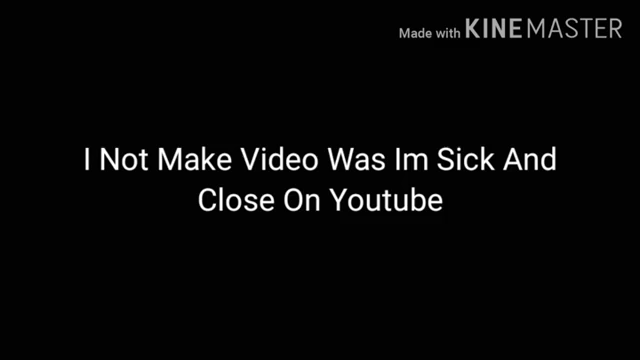 Made with KINEMASTER
I Not Make Video Was Im Sick And
Close On Youtube